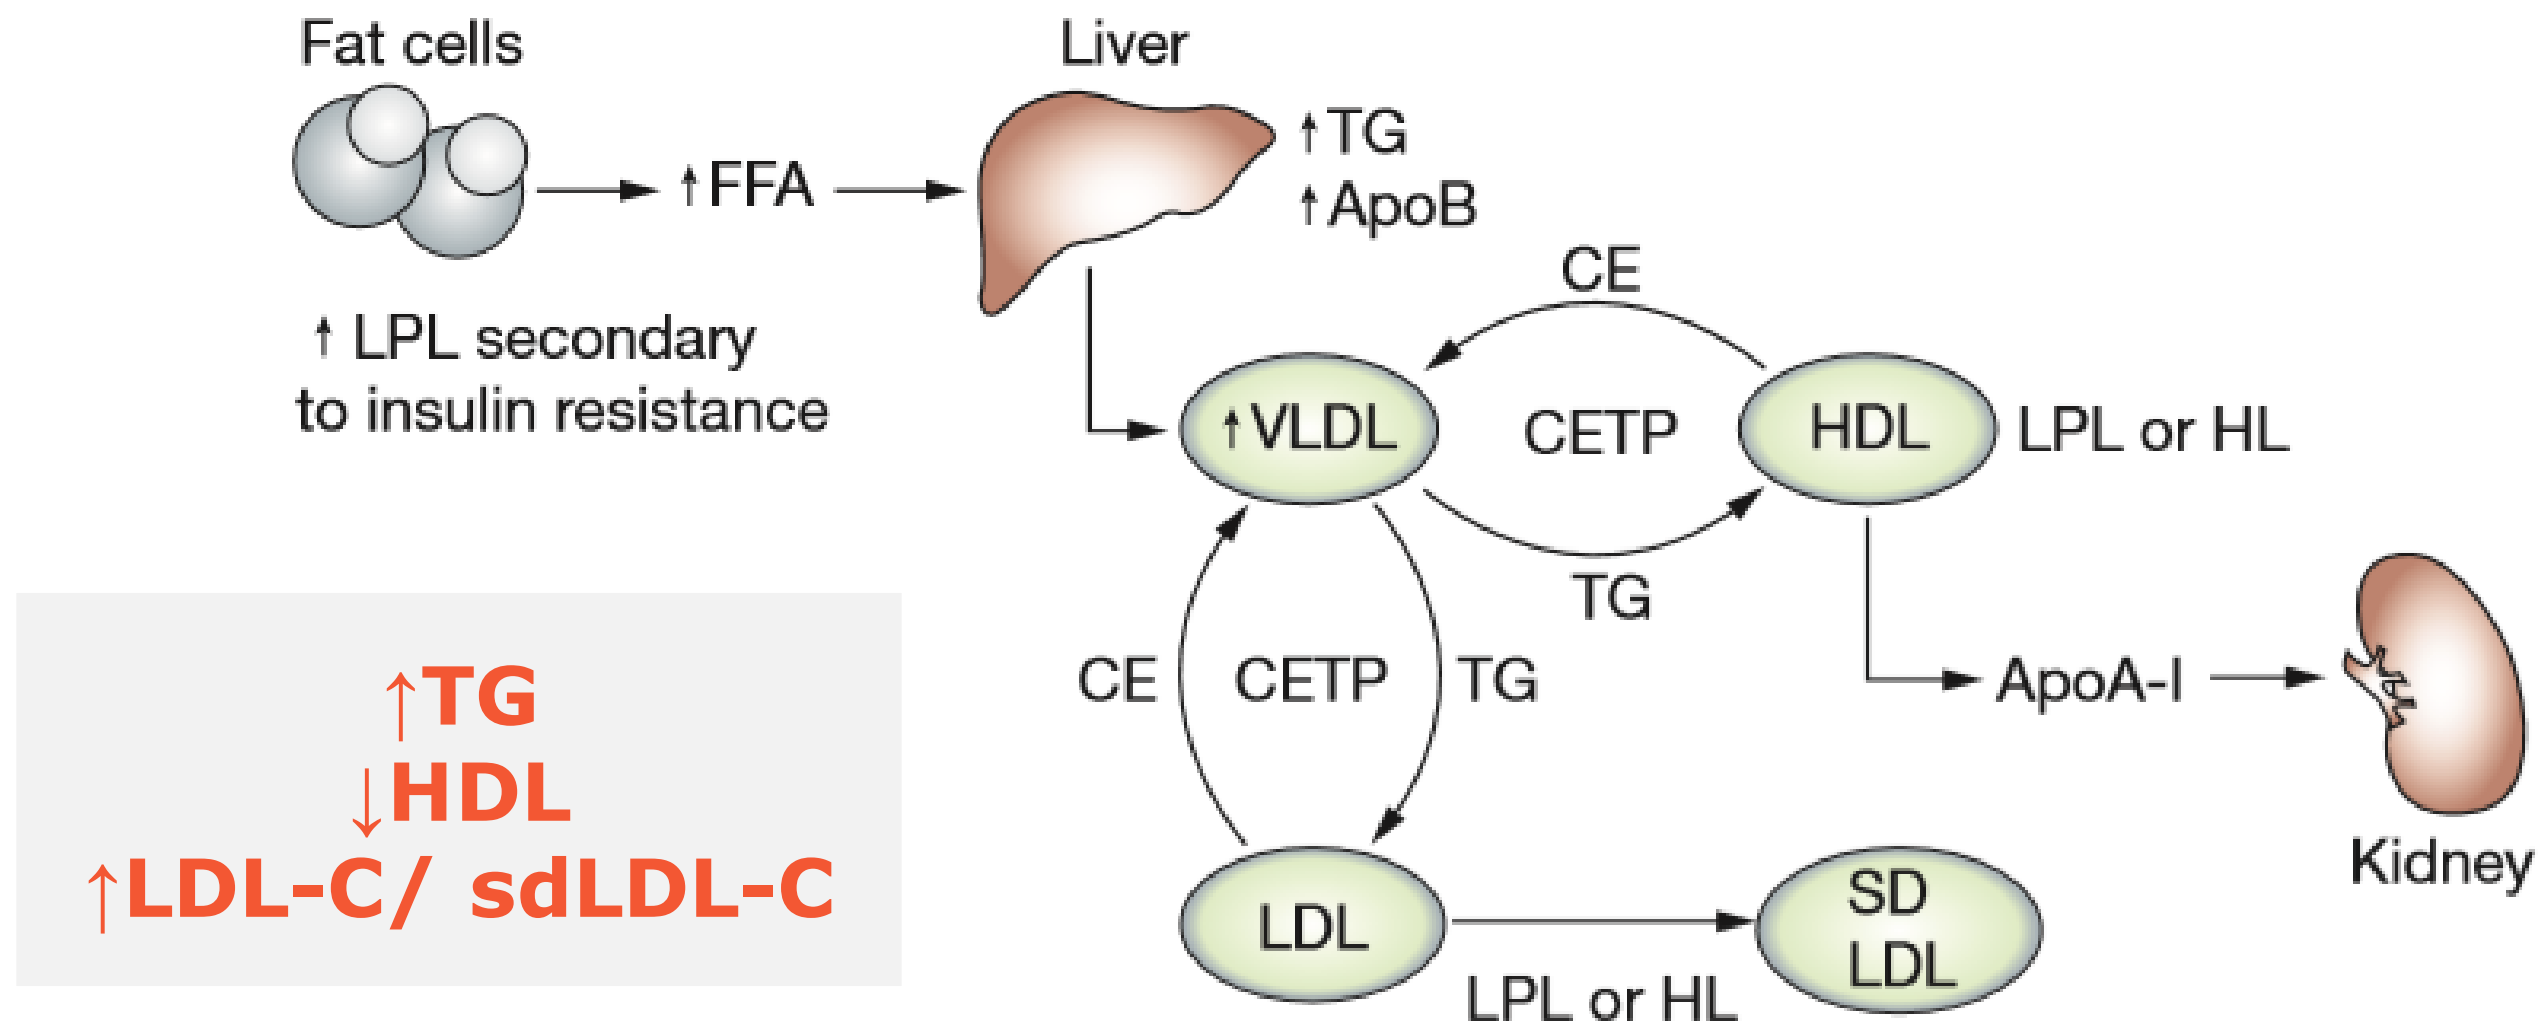 Fat cells
Liver
↑TG
↑ApoB
↑FFA
↑ LPL secondary
to insulin resistance
CE
↑VLDL
CETP
HDL
LPL or HL
TG
CE
CETP
TG
ApoA-I
Kidney
↑TG
↓HDL
↑LDL-C/ sdLDL-C
LDL
SD
LDL
LPL or HL